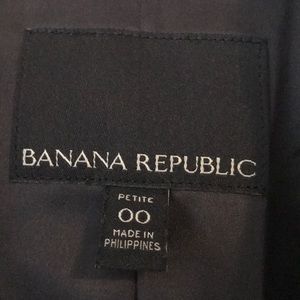 BANANA REPUBLIC
PETITE
00
MADE IN
PHILIPPINES